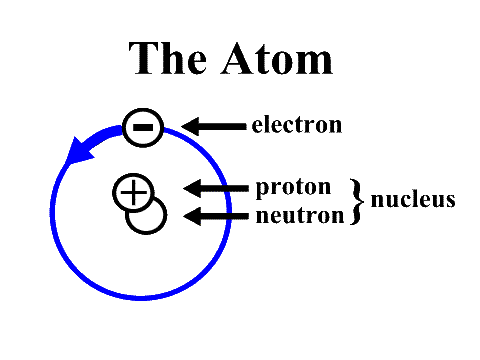 The Atom
-
electron
+
proton
neutron
} nucleus